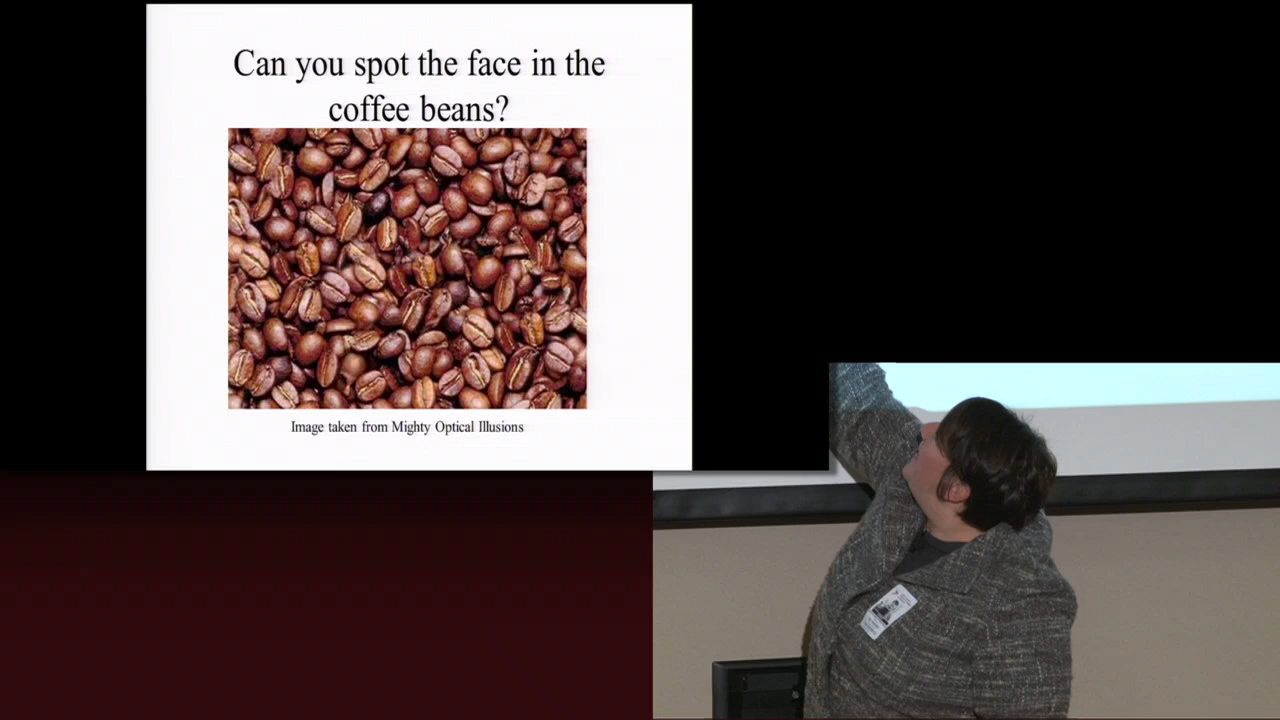 Can you spot the face in the
coffee beans?
Image taken from Mighty Optical Illusions